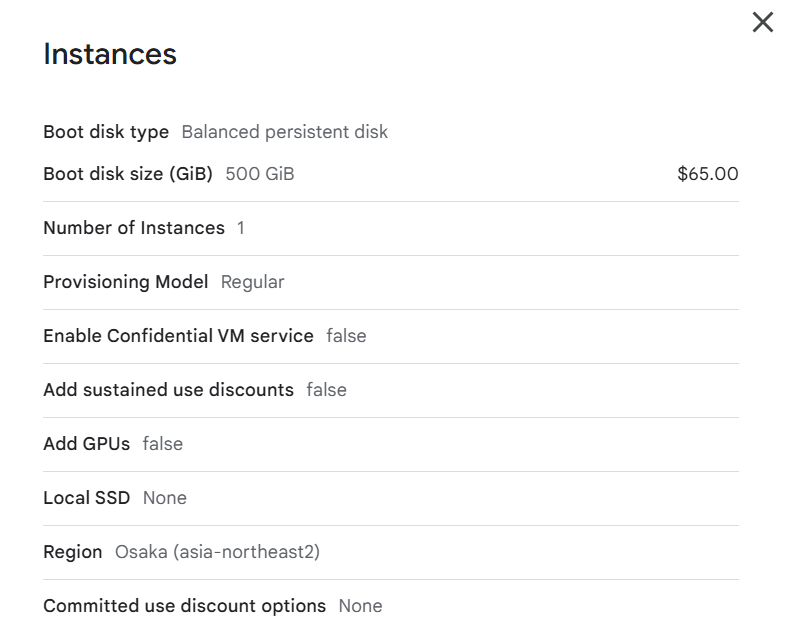 Instances
Boot disk type Balanced persistent disk
Boot disk size (GiB) 500 GiB $65.00
Number of Instances 1
Provisioning Model Regular
Enable Confidential VM service false
Add sustained use discounts false
Add GPUs false
Local SSD None
Region Osaka (asia-northeast2)
Committed use discount options None